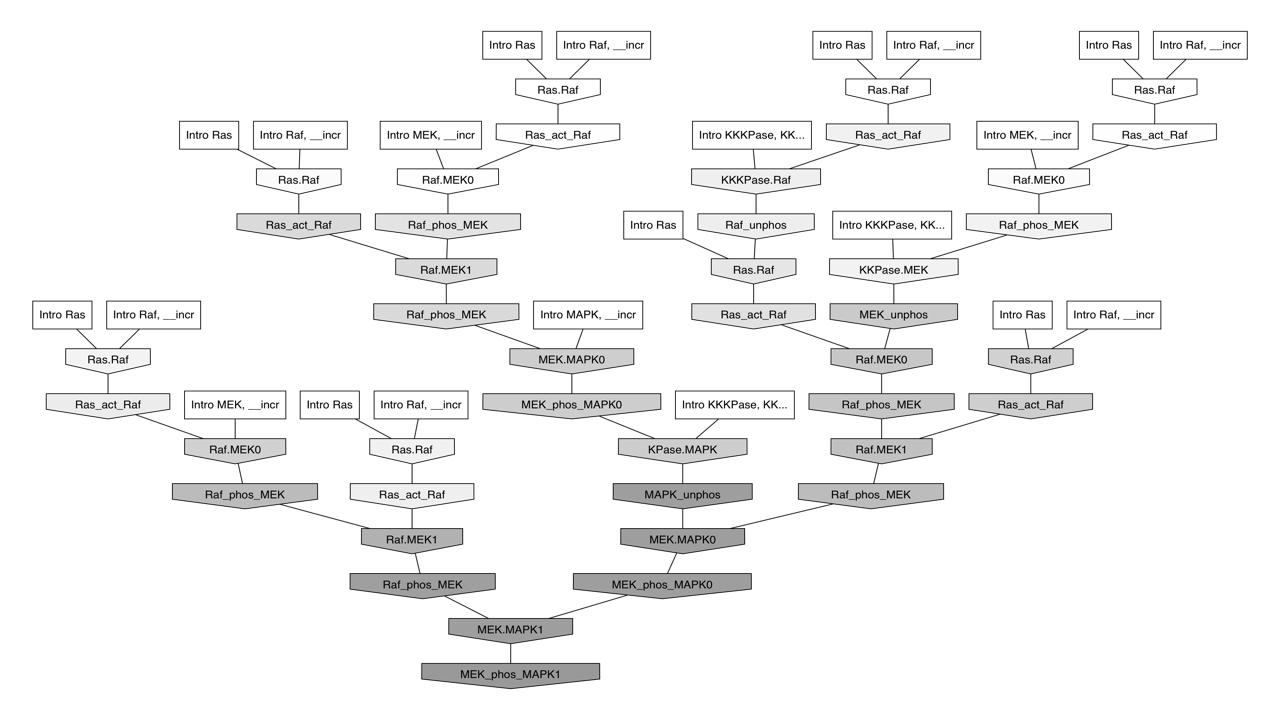 Intro Ras
Intro Raf, __incr
Intro Ras
Intro Raf, __incr
Intro Ras
Intro Raf, __incr
Ras.Raf
Ras.Raf
Ras.Raf
Intro Ras
Intro Raf, __incr
Intro MEK, __incr
Ras_act_Raf
Intro KKKPase, KK...
Ras_act_Raf
Intro MEK, __incr
Ras_act_Raf
Ras.Raf
Raf.MEK0
KKKPase.Raf
Raf.MEK0
Ras_act_Raf
Raf_phos_MEK
Intro Ras
Raf_unphos
Intro KKKPase, KK...
Raf_phos_MEK
Raf.MEK1
Ras.Raf
KKPase.MEK
Intro Ras
Intro Raf, __incr
Raf_phos_MEK
Intro MAPK, __incr
Ras_act_Raf
MEK_unphos
Intro Ras
Intro Raf, __incr
Ras.Raf
MEK.MAPK0
Raf.MEK0
Ras.Raf
Ras_act_Raf
Intro MEK, __incr
Intro Ras
Intro Raf, __incr
MEK_phos_MAPK0
Intro KKKPase, KK...
Raf_phos_MEK
Ras_act_Raf
Raf.MEK0
Ras.Raf
KPase.MAPK
Raf.MEK1
Raf_phos_MEK
Ras_act_Raf
MAPK_unphos
Raf_phos_MEK
Raf.MEK1
MEK.MAPK0
Raf_phos_MEK
MEK_phos_MAPK0
MEK.MAPK1
MEK_phos_MAPK1